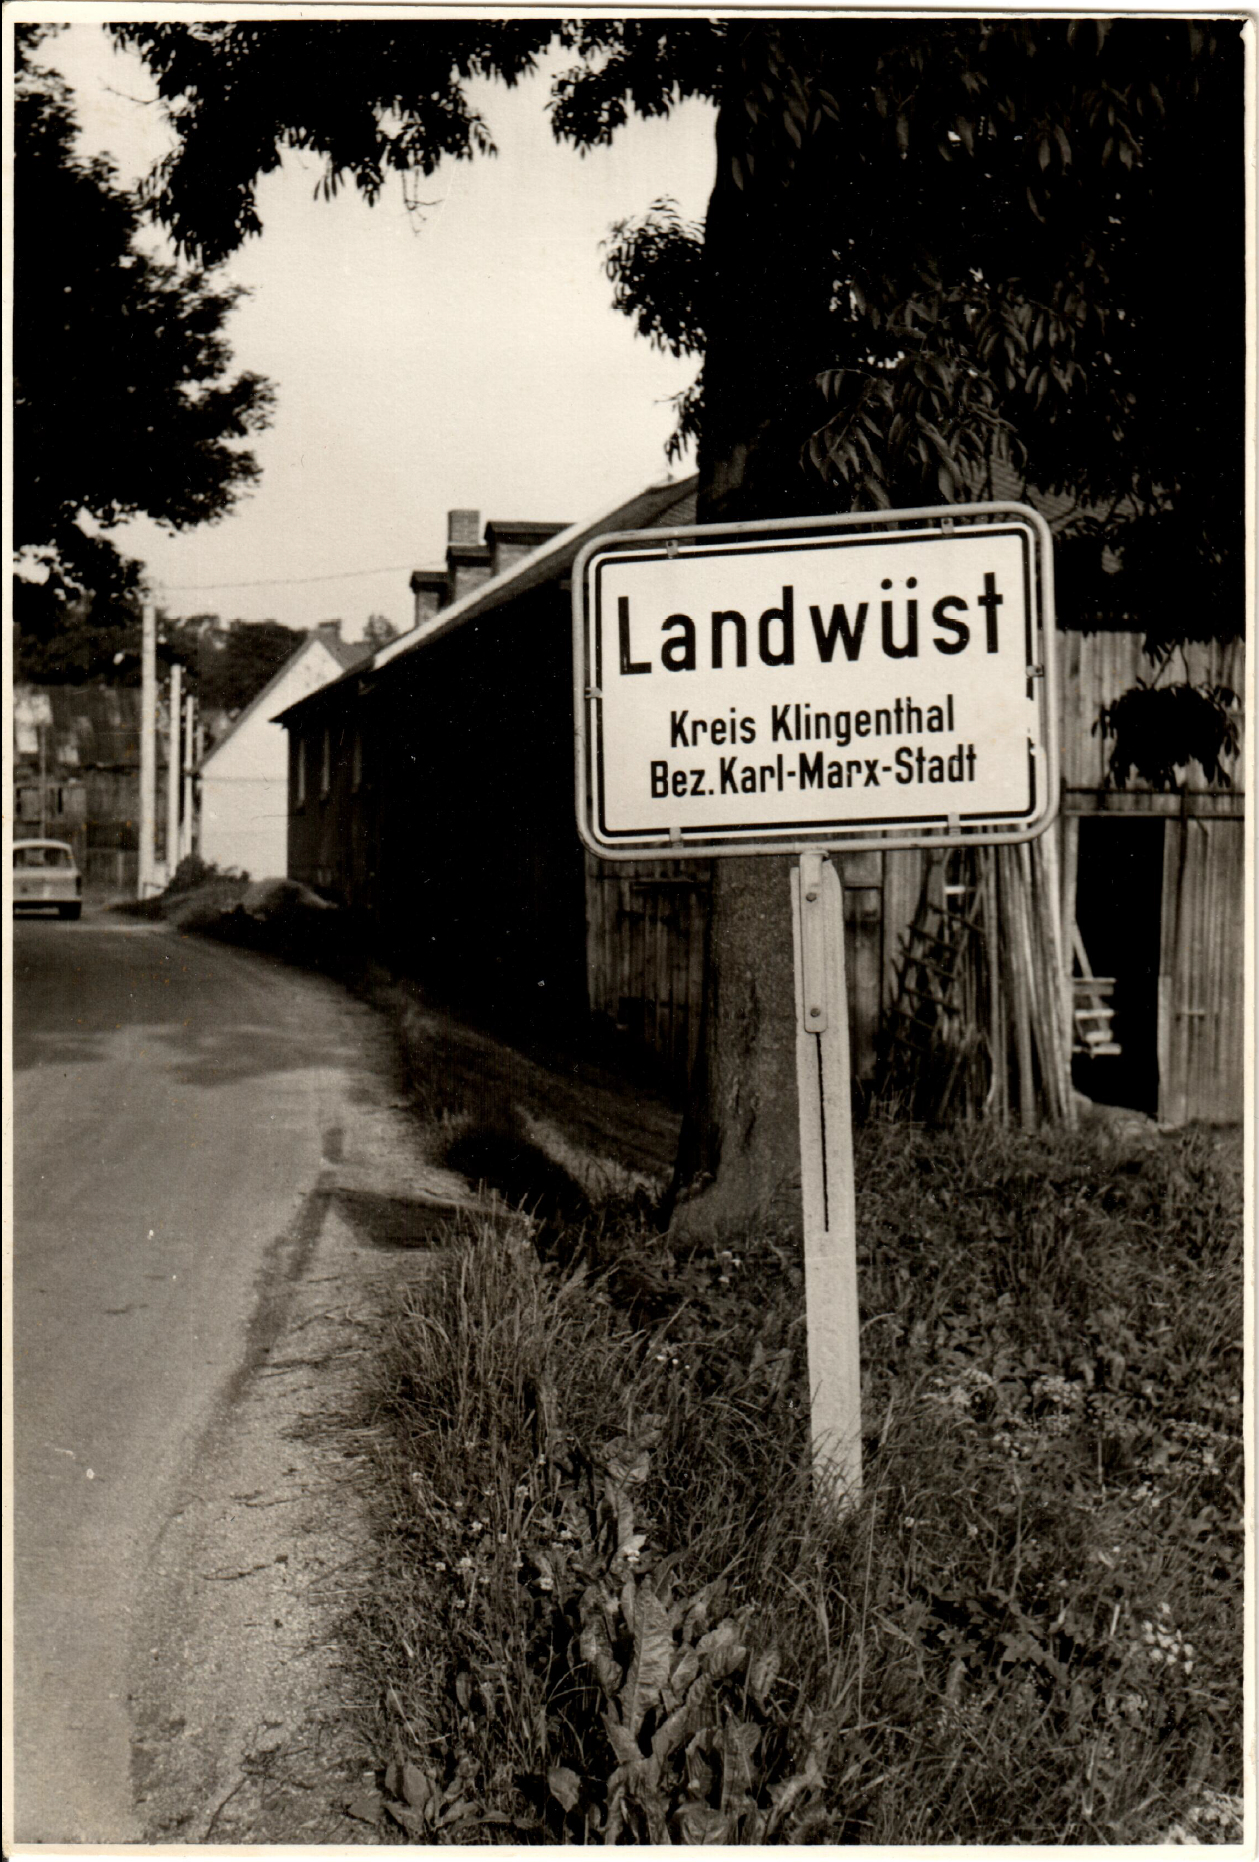 Landwüst
Kreis Klingenthal
Bez. Karl-Marx-Stadt